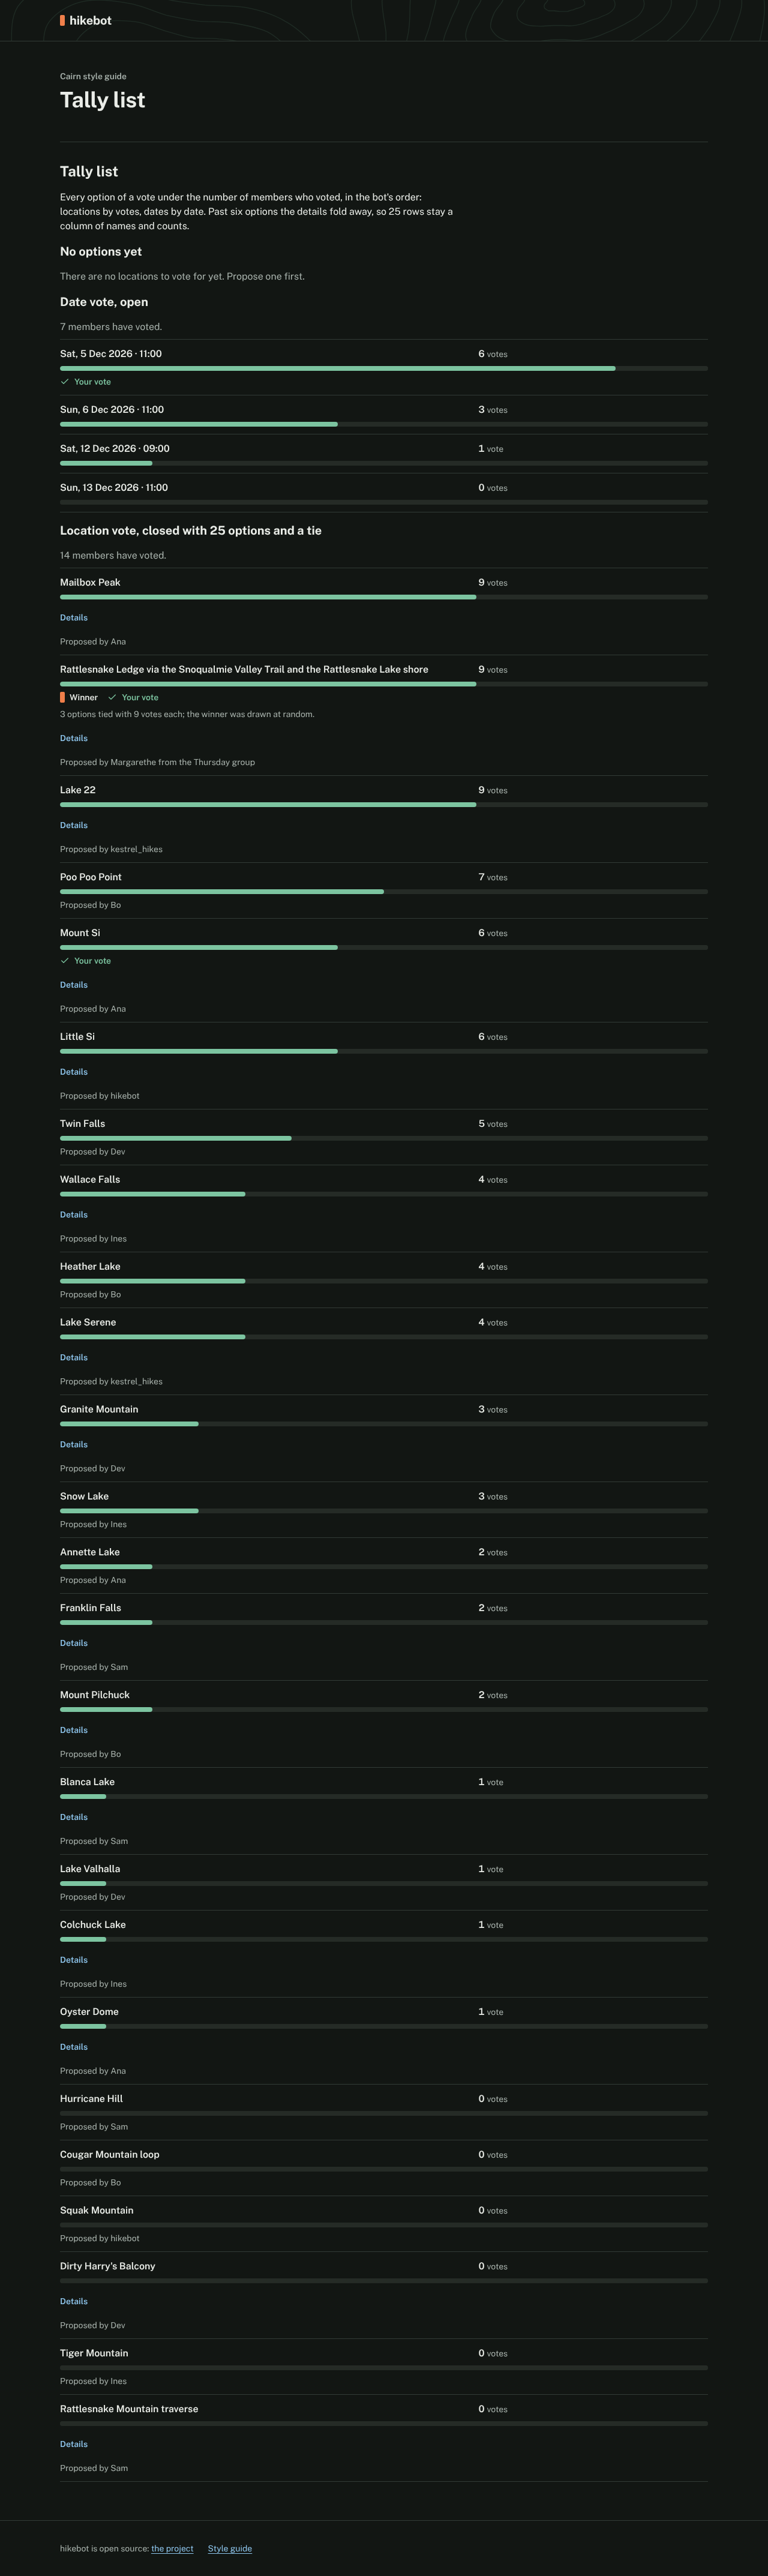 hikebot
Cairn style guide
Tally list
Tally list
Every option of a vote under the number of members who voted, in the bot's order:
locations by votes, dates by date. Past six options the details fold away, so 25 rows stay a
column of names and counts.
No options yet
There are no locations to vote for yet. Propose one first.
Date vote, open
7 members have voted.
Sat, 5 Dec 2026 · 11:00 6 votes
Your vote
Sun, 6 Dec 2026 · 11:00 3 votes
Sat, 12 Dec 2026 · 09:00 1 vote
Sun, 13 Dec 2026 · 11:00 0 votes
Location vote, closed with 25 options and a tie
14 members have voted.
Mailbox Peak 9 votes
Details
Proposed by Ana
Rattlesnake Ledge via the Snoqualmie Valley Trail and the Rattlesnake Lake shore 9 votes
Winner Your vote
3 options tied with 9 votes each; the winner was drawn at random.
Details
Proposed by Margarethe from the Thursday group
Lake 22 9 votes
Details
Proposed by kestrel_hikes
Poo Poo Point 7 votes
Proposed by Bo
Mount Si 6 votes
Your vote
Details
Proposed by Ana
Little Si 6 votes
Details
Proposed by hikebot
Twin Falls 5 votes
Proposed by Dev
Wallace Falls 4 votes
Details
Proposed by Ines
Heather Lake 4 votes
Proposed by Bo
Lake Serene 4 votes
Details
Proposed by kestrel_hikes
Granite Mountain 3 votes
Details
Proposed by Dev
Snow Lake 3 votes
Proposed by Ines
Annette Lake 2 votes
Proposed by Ana
Franklin Falls 2 votes
Details
Proposed by Sam
Mount Pilchuck 2 votes
Details
Proposed by Bo
Blanca Lake 1 vote
Details
Proposed by Sam
Lake Valhalla 1 vote
Proposed by Dev
Colchuck Lake 1 vote
Details
Proposed by Ines
Oyster Dome 1 vote
Details
Proposed by Ana
Hurricane Hill 0 votes
Proposed by Sam
Cougar Mountain loop 0 votes
Proposed by Bo
Squak Mountain 0 votes
Proposed by hikebot
Dirty Harry's Balcony 0 votes
Details
Proposed by Dev
Tiger Mountain 0 votes
Proposed by Ines
Rattlesnake Mountain traverse 0 votes
Details
Proposed by Sam
hikebot is open source: the project Style guide